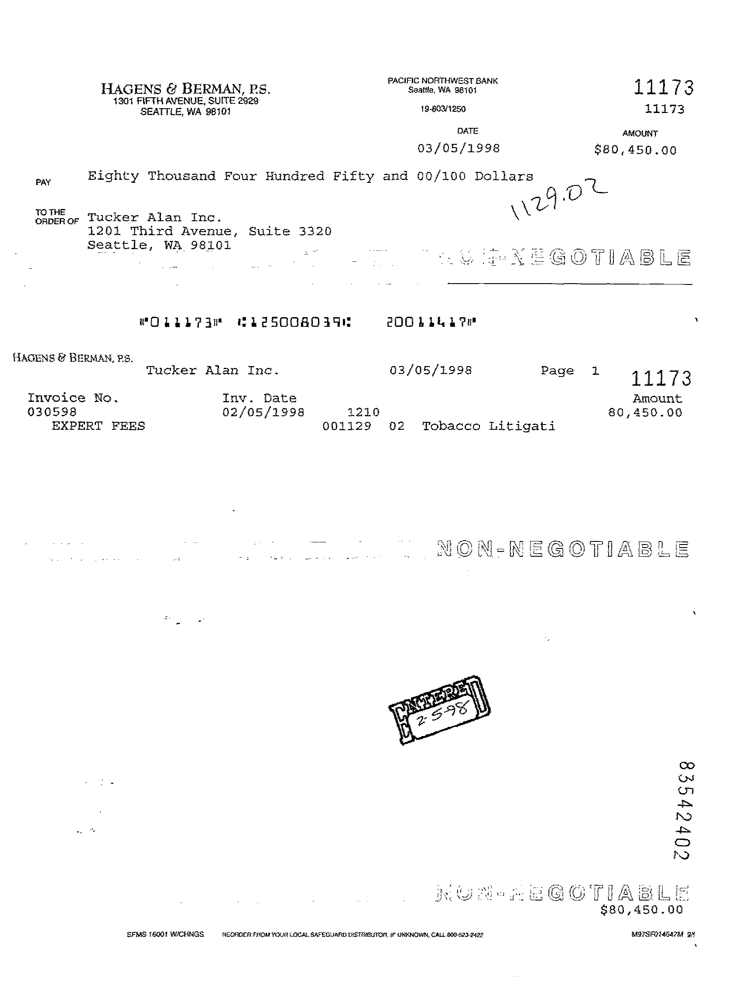 HAGENS & BERMAN, P.S.
1301 FIFTH AVENUE, SUITE 2929
SEATTLE, WA 98101
PACIFIC NORTHWEST BANK
Seattle, WA 98101
19-803/1250
11173
11173
DATE
03/05/1998
AMOUNT
$80,450.00
PAY Eighty Thousand Four Hundred Fifty and 00/100 Dollars
1129.02
TO THE
ORDER OF Tucker Alan Inc.
1201 Third Avenue, Suite 3320
Seattle, WA 98101
NON-NEGOTIABLE
⑈011173⑈ ⑆125008039⑆ 20011417⑈
HAGENS & BERMAN, P.S.
Tucker Alan Inc. 03/05/1998 Page 1 11173
Invoice No. Inv. Date Amount
030598 02/05/1998 1210 80,450.00
EXPERT FEES 001129 02 Tobacco Litigati
NON-NEGOTIABLE
ENTERED
2-5-98
83542402
NON-NEGOTIABLE
$80,450.00
SFMS 16001 W/CHNGS REORDER FROM YOUR LOCAL SAFEGUARD DISTRIBUTOR, IF UNKNOWN, CALL 800-523-2422